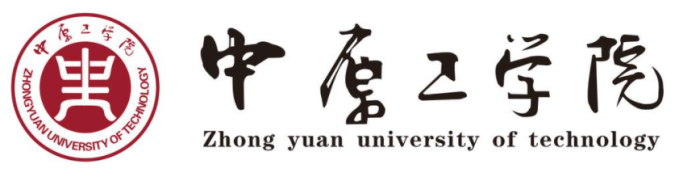 中原工学院
ZHONGYUAN UNIVERSITY OF TECHNOLOGY
中原工学院
Zhong yuan university of technology